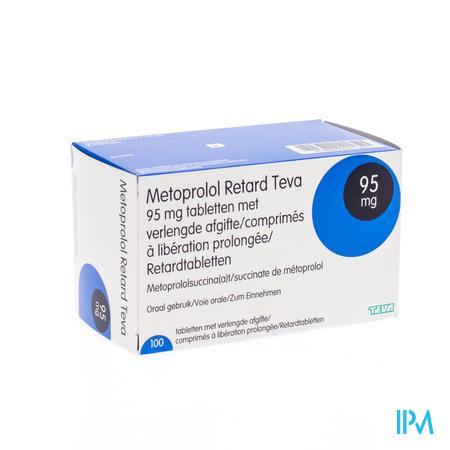 Metoprolol Retard Teva
95 mg tabletten met
verlengde afgifte/comprimés
à libération prolongée/
Retardtabletten
Metoprololsuccina(a)t/succinate de métoprolol
Oraal gebruik/Voie orale/Zum Einnehmen
100
tabletten met verlengde afgifte/
comprimés à libération prolongée/Retardtabletten
95
mg
TEVA
Metoprolol Retard Teva
95
mg
IPM